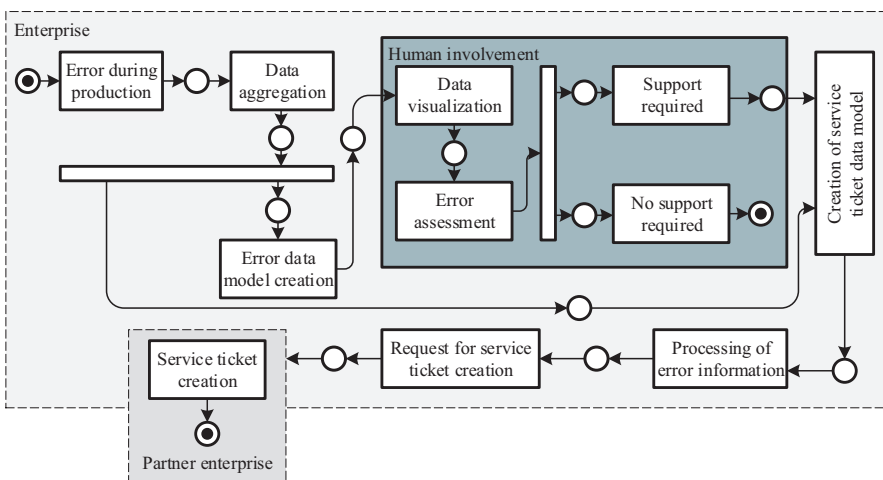 Enterprise
Error during
production
Data
aggregation
Error data
model creation
Human involvement
Data
visualization
Error
assessment
Support
required
No support
required
Creation of service
ticket data model
Processing of
error information
Request for service
ticket creation
Service ticket
creation
Partner enterprise